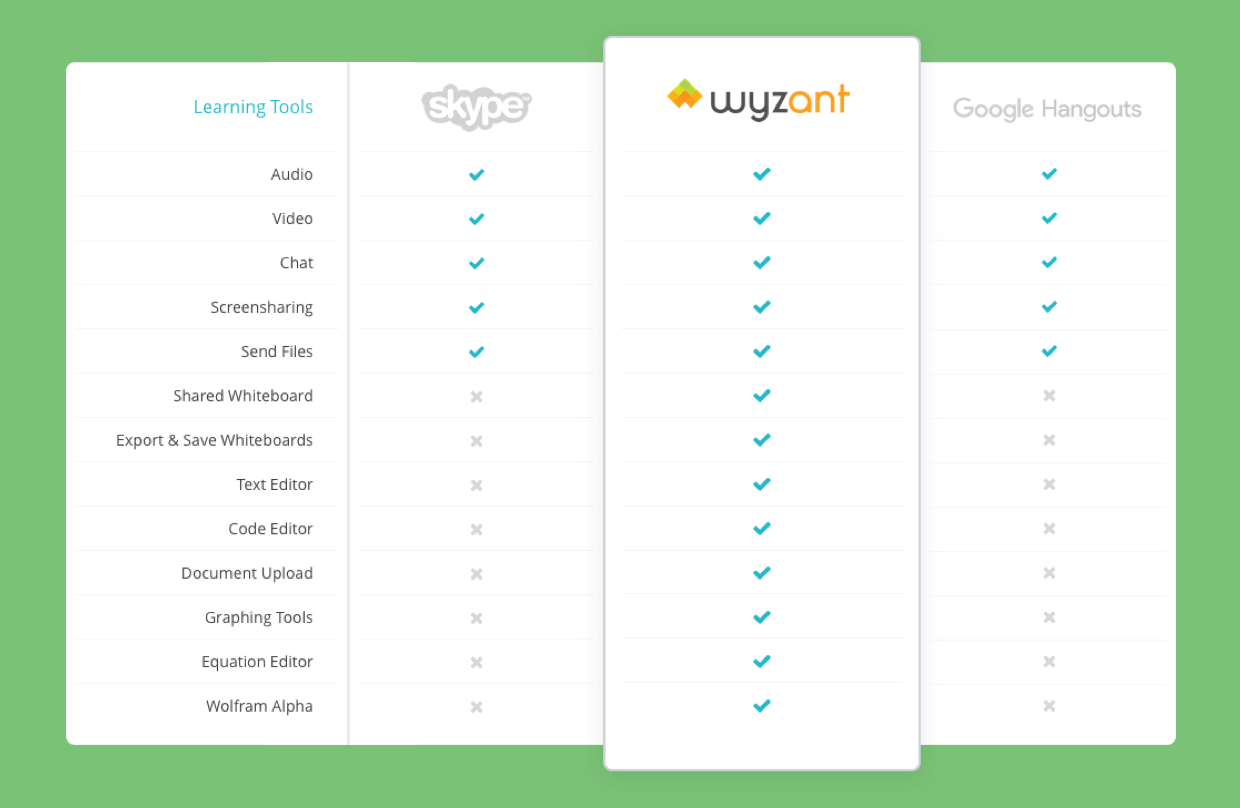 Learning Tools skype™ wyzant Google Hangouts
Audio
Video
Chat
Screensharing
Send Files
Shared Whiteboard
Export & Save Whiteboards
Text Editor
Code Editor
Document Upload
Graphing Tools
Equation Editor
Wolfram Alpha